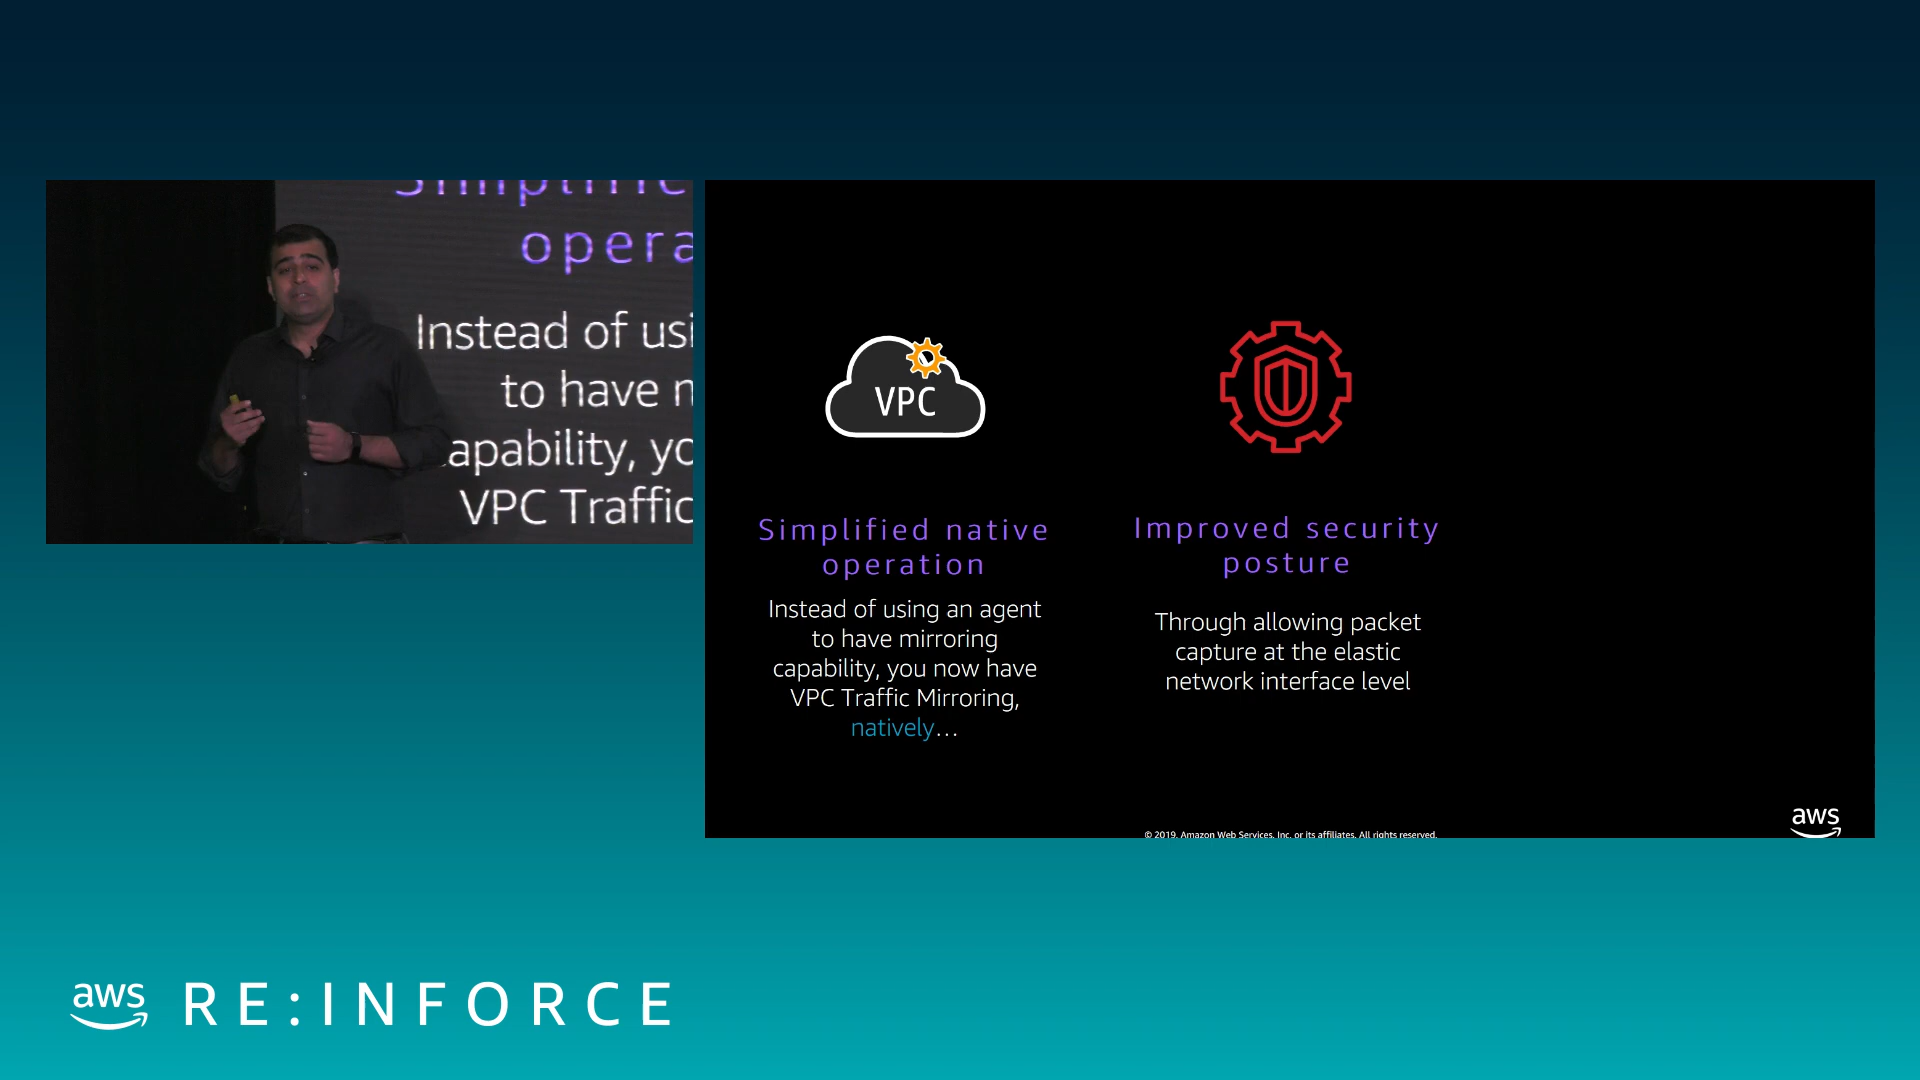 opera
Instead of usi
to have
apability, yo
VPC Traffic
VPC
Simplified native
operation
Instead of using an agent
to have mirroring
capability, you now have
VPC Traffic Mirroring,
natively...
Improved security
posture
Through allowing packet
capture at the elastic
network interface level
© 2019, Amazon Web Services, Inc. or its affiliates. All rights reserved.
aws
aws RE:INFORCE